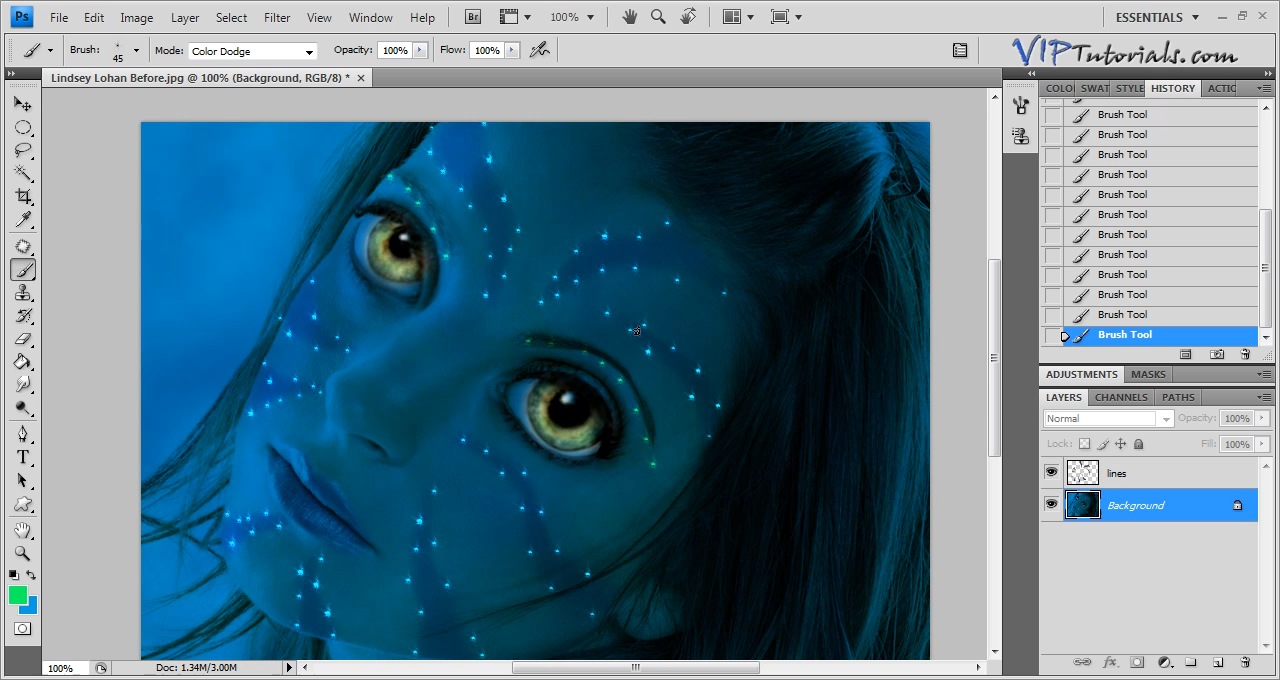 Ps File Edit Image Layer Select Filter View Window Help Br 100% ESSENTIALS
Brush: 45 Mode: Color Dodge Opacity: 100% Flow: 100% VIPTutorials.com
Lindsey Lohan Before.jpg @ 100% (Background, RGB/8) *
COLO SWAT STYLE HISTORY ACTIC
Brush Tool
Brush Tool
Brush Tool
Brush Tool
Brush Tool
Brush Tool
Brush Tool
Brush Tool
Brush Tool
Brush Tool
Brush Tool
Brush Tool
ADJUSTMENTS MASKS
LAYERS CHANNELS PATHS
Normal Opacity: 100%
Lock: Fill: 100%
lines
Background
T
fx
100% Doc: 1.34M/3.00M